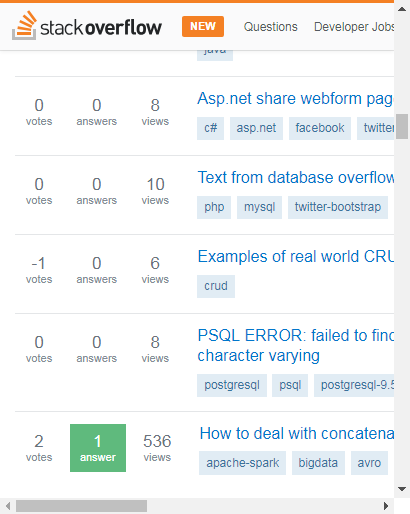 stackoverflow NEW Questions Developer Jobs
java
0 0 8 Asp.net share webform pag
votes answers views c# asp.net facebook twitter
0 0 10 Text from database overflow
votes answers views php mysql twitter-bootstrap
-1 0 6 Examples of real world CRU
votes answers views crud
0 0 8 PSQL ERROR: failed to find
votes answers views character varying
postgresql psql postgresql-9.5
2 1 536 How to deal with concatena
votes answer views apache-spark bigdata avro